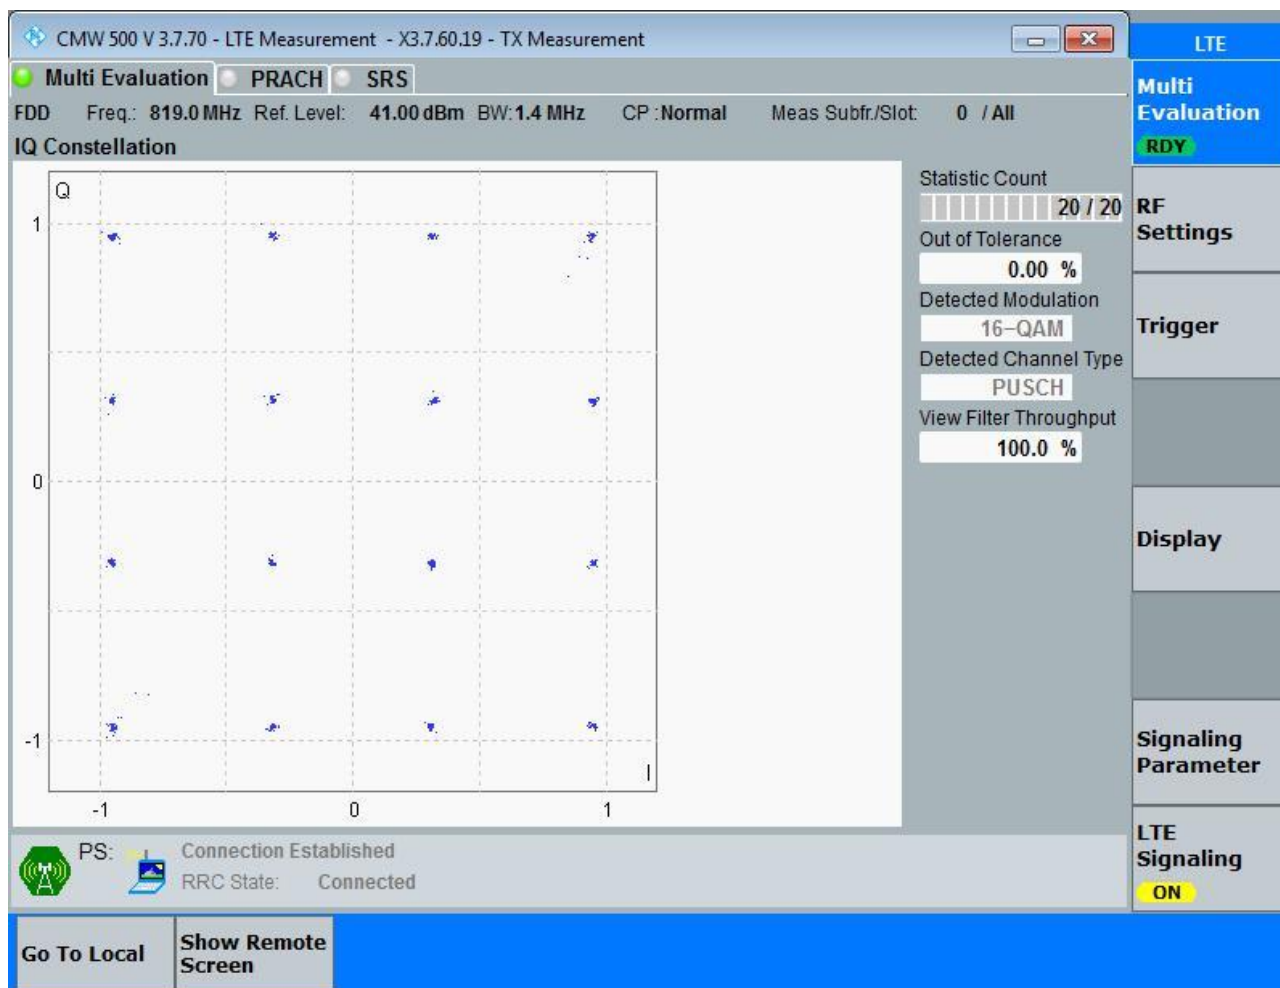 CMW 500 V 3.7.70 - LTE Measurement - X3.7.60.19 - TX Measurement
LTE
Multi Evaluation PRACH SRS
Multi
Evaluation
RDY
FDD Freq.: 819.0 MHz Ref. Level: 41.00 dBm BW: 1.4 MHz CP : Normal Meas Subfr./Slot: 0 / All
IQ Constellation
Q
1
0
-1
I
-1 0 1
Statistic Count
20 / 20
Out of Tolerance
0.00 %
Detected Modulation
16-QAM
Detected Channel Type
PUSCH
View Filter Throughput
100.0 %
RF
Settings
Trigger
Display
Signaling
Parameter
LTE
Signaling
ON
PS: Connection Established
RRC State: Connected
Go To Local
Show Remote
Screen